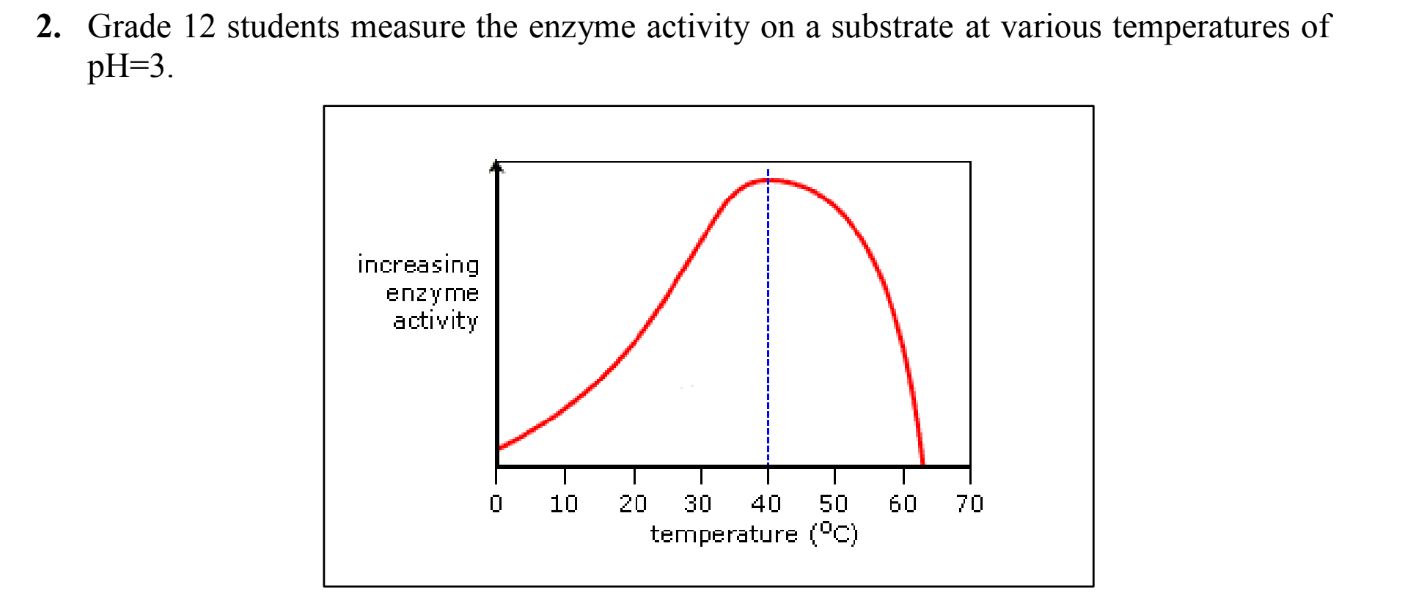 2. Grade 12 students measure the enzyme activity on a substrate at various temperatures of
pH=3.
increasing
enzyme
activity
0 10 20 30 40 50 60 70
temperature (⁰C)